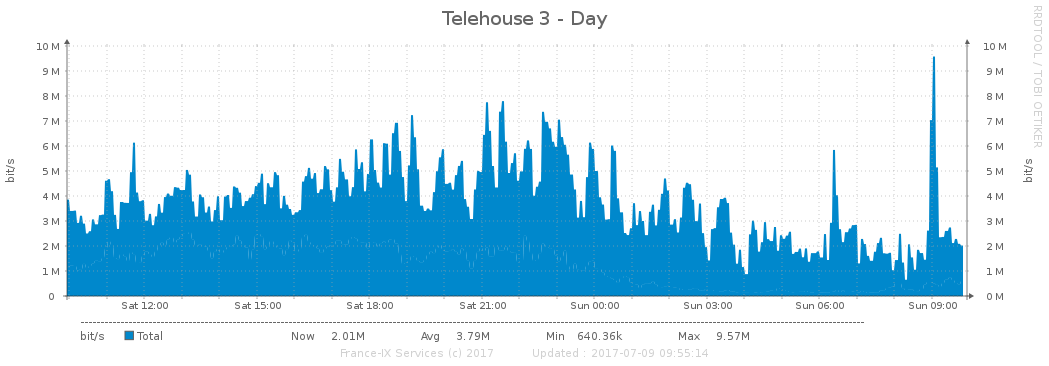 Telehouse 3 - Day
RRDTOOL / TOBI OETIKER
bit/s
bit/s
10 M 10 M
9 M 9 M
8 M 8 M
7 M 7 M
6 M 6 M
5 M 5 M
4 M 4 M
3 M 3 M
2 M 2 M
1 M 1 M
0 0 M
Sat 12:00 Sat 15:00 Sat 18:00 Sat 21:00 Sun 00:00 Sun 03:00 Sun 06:00 Sun 09:00
bit/s Total Now 2.01M Avg 3.79M Min 640.36k Max 9.57M
France-IX Services (c) 2017 Updated : 2017-07-09 09:55:14